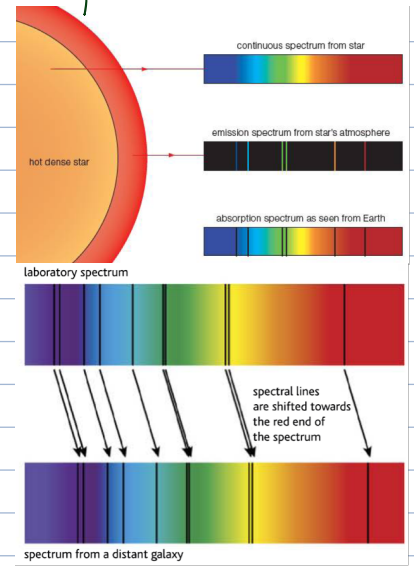 continuous spectrum from star
emission spectrum from star's atmosphere
hot dense star
absorption spectrum as seen from Earth
laboratory spectrum
spectral lines
are shifted towards
the red end of
the spectrum
spectrum from a distant galaxy